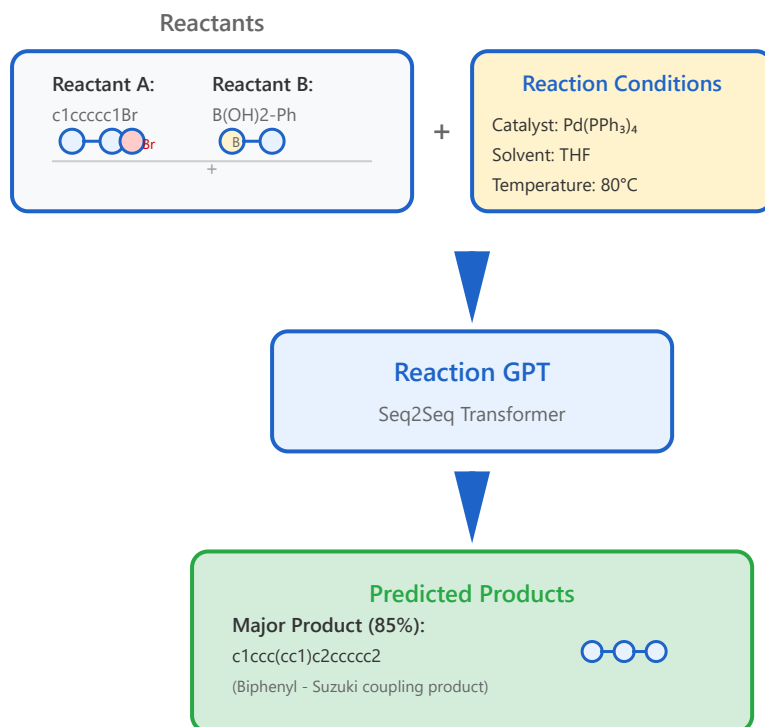 Reactants
Reactant A:
Reactant B:
c1ccccc1Br
B(OH)2-Ph
Br
B
+
+
Reaction Conditions
Catalyst: Pd(PPh₃)₄
Solvent: THF
Temperature: 80°C
Reaction GPT
Seq2Seq Transformer
Predicted Products
Major Product (85%):
c1ccc(cc1)c2ccccc2
(Biphenyl - Suzuki coupling product)